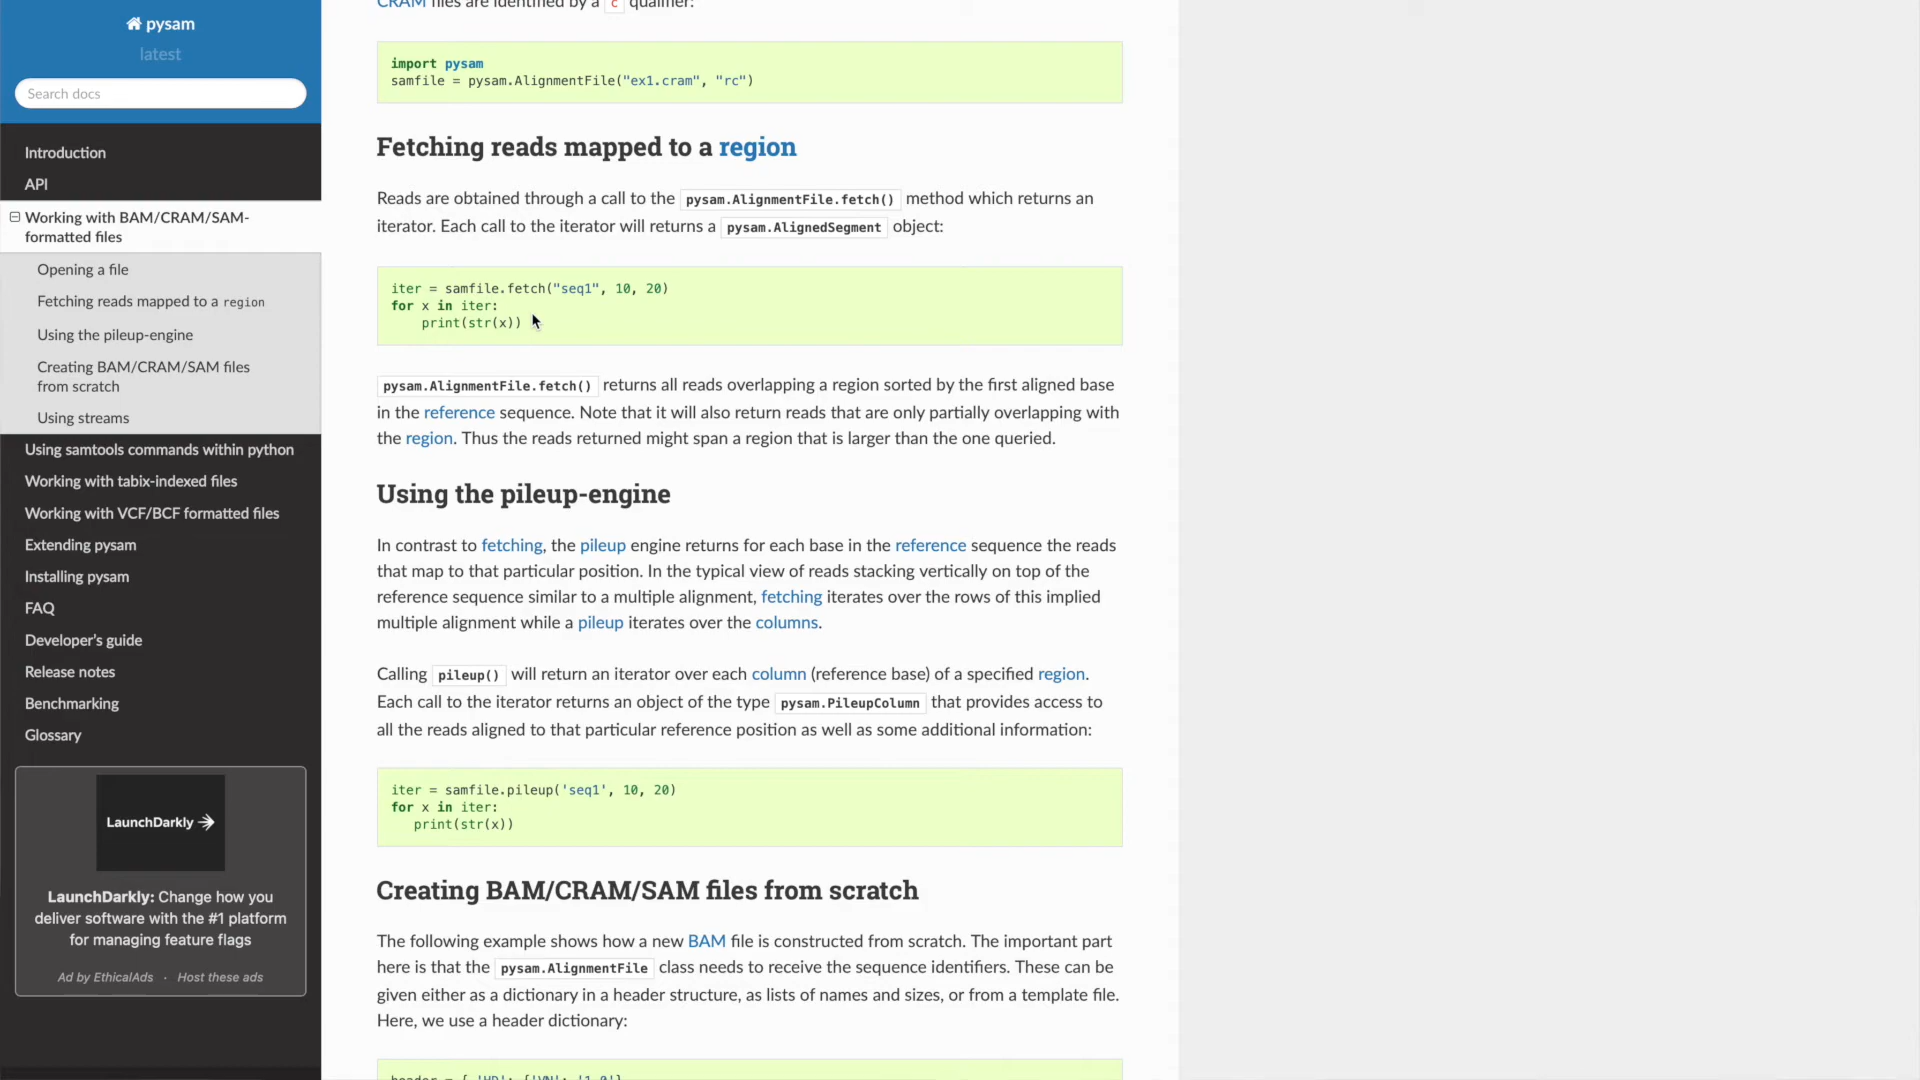 pysam
latest
Search docs
Introduction
API
Working with BAM/CRAM/SAM-
formatted files
Opening a file
Fetching reads mapped to a region
Using the pileup-engine
Creating BAM/CRAM/SAM files
from scratch
Using streams
Using samtools commands within python
Working with tabix-indexed files
Working with VCF/BCF formatted files
Extending pysam
Installing pysam
FAQ
Developer's guide
Release notes
Benchmarking
Glossary
LaunchDarkly
LaunchDarkly: Change how you
deliver software with the #1 platform
for managing feature flags
Ad by EthicalAds · Host these ads
CRAM files are identified by a c qualifier:
import pysam
samfile = pysam.AlignmentFile("ex1.cram", "rc")
Fetching reads mapped to a region
Reads are obtained through a call to the pysam.AlignmentFile.fetch() method which returns an
iterator. Each call to the iterator will returns a pysam.AlignedSegment object:
iter = samfile.fetch("seq1", 10, 20)
for x in iter:
    print(str(x))
pysam.AlignmentFile.fetch() returns all reads overlapping a region sorted by the first aligned base
in the reference sequence. Note that it will also return reads that are only partially overlapping with
the region. Thus the reads returned might span a region that is larger than the one queried.
Using the pileup-engine
In contrast to fetching, the pileup engine returns for each base in the reference sequence the reads
that map to that particular position. In the typical view of reads stacking vertically on top of the
reference sequence similar to a multiple alignment, fetching iterates over the rows of this implied
multiple alignment while a pileup iterates over the columns.
Calling pileup() will return an iterator over each column (reference base) of a specified region.
Each call to the iterator returns an object of the type pysam.PileupColumn that provides access to
all the reads aligned to that particular reference position as well as some additional information:
iter = samfile.pileup('seq1', 10, 20)
for x in iter:
   print(str(x))
Creating BAM/CRAM/SAM files from scratch
The following example shows how a new BAM file is constructed from scratch. The important part
here is that the pysam.AlignmentFile class needs to receive the sequence identifiers. These can be
given either as a dictionary in a header structure, as lists of names and sizes, or from a template file.
Here, we use a header dictionary:
header = { 'HD': {'VN': '1.0'},